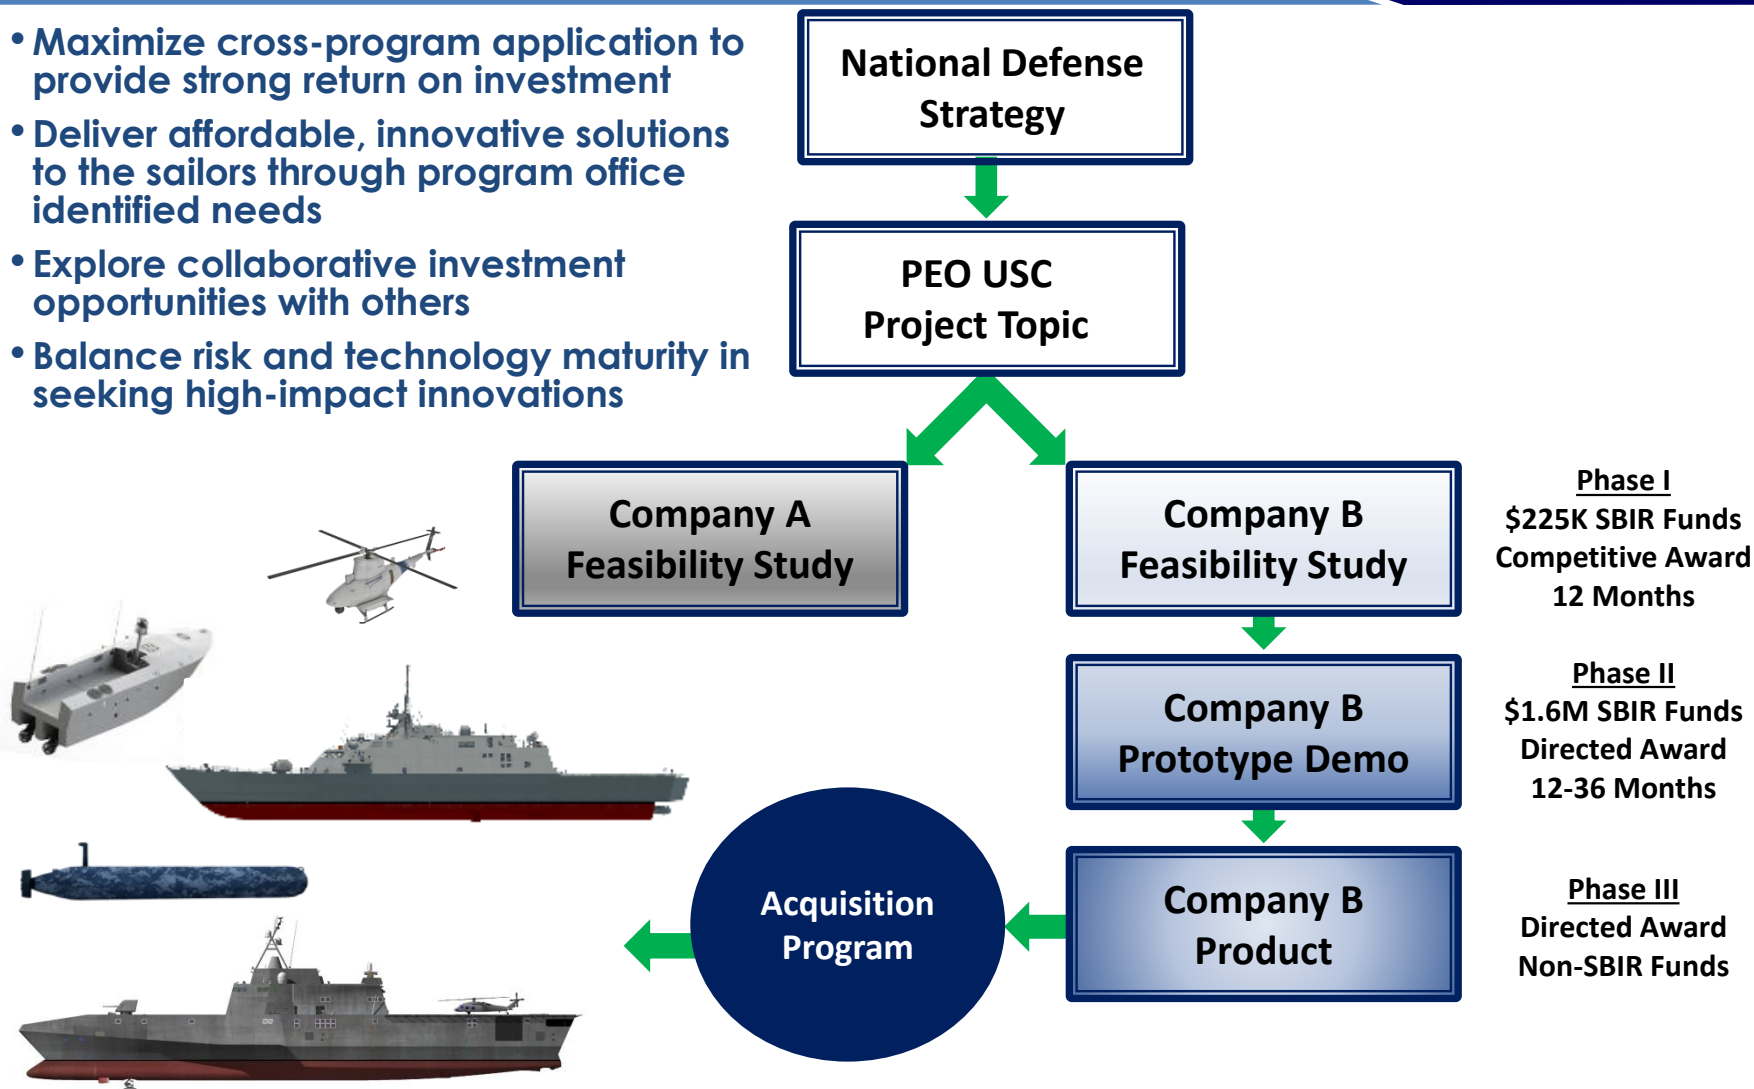 • Maximize cross-program application to
provide strong return on investment
• Deliver affordable, innovative solutions
to the sailors through program office
identified needs
• Explore collaborative investment
opportunities with others
• Balance risk and technology maturity in
seeking high-impact innovations
National Defense
Strategy
PEO USC
Project Topic
Company A
Feasibility Study
Company B
Feasibility Study
Phase I
$225K SBIR Funds
Competitive Award
12 Months
Company B
Prototype Demo
Phase II
$1.6M SBIR Funds
Directed Award
12-36 Months
Company B
Product
Phase III
Directed Award
Non-SBIR Funds
Acquisition
Program